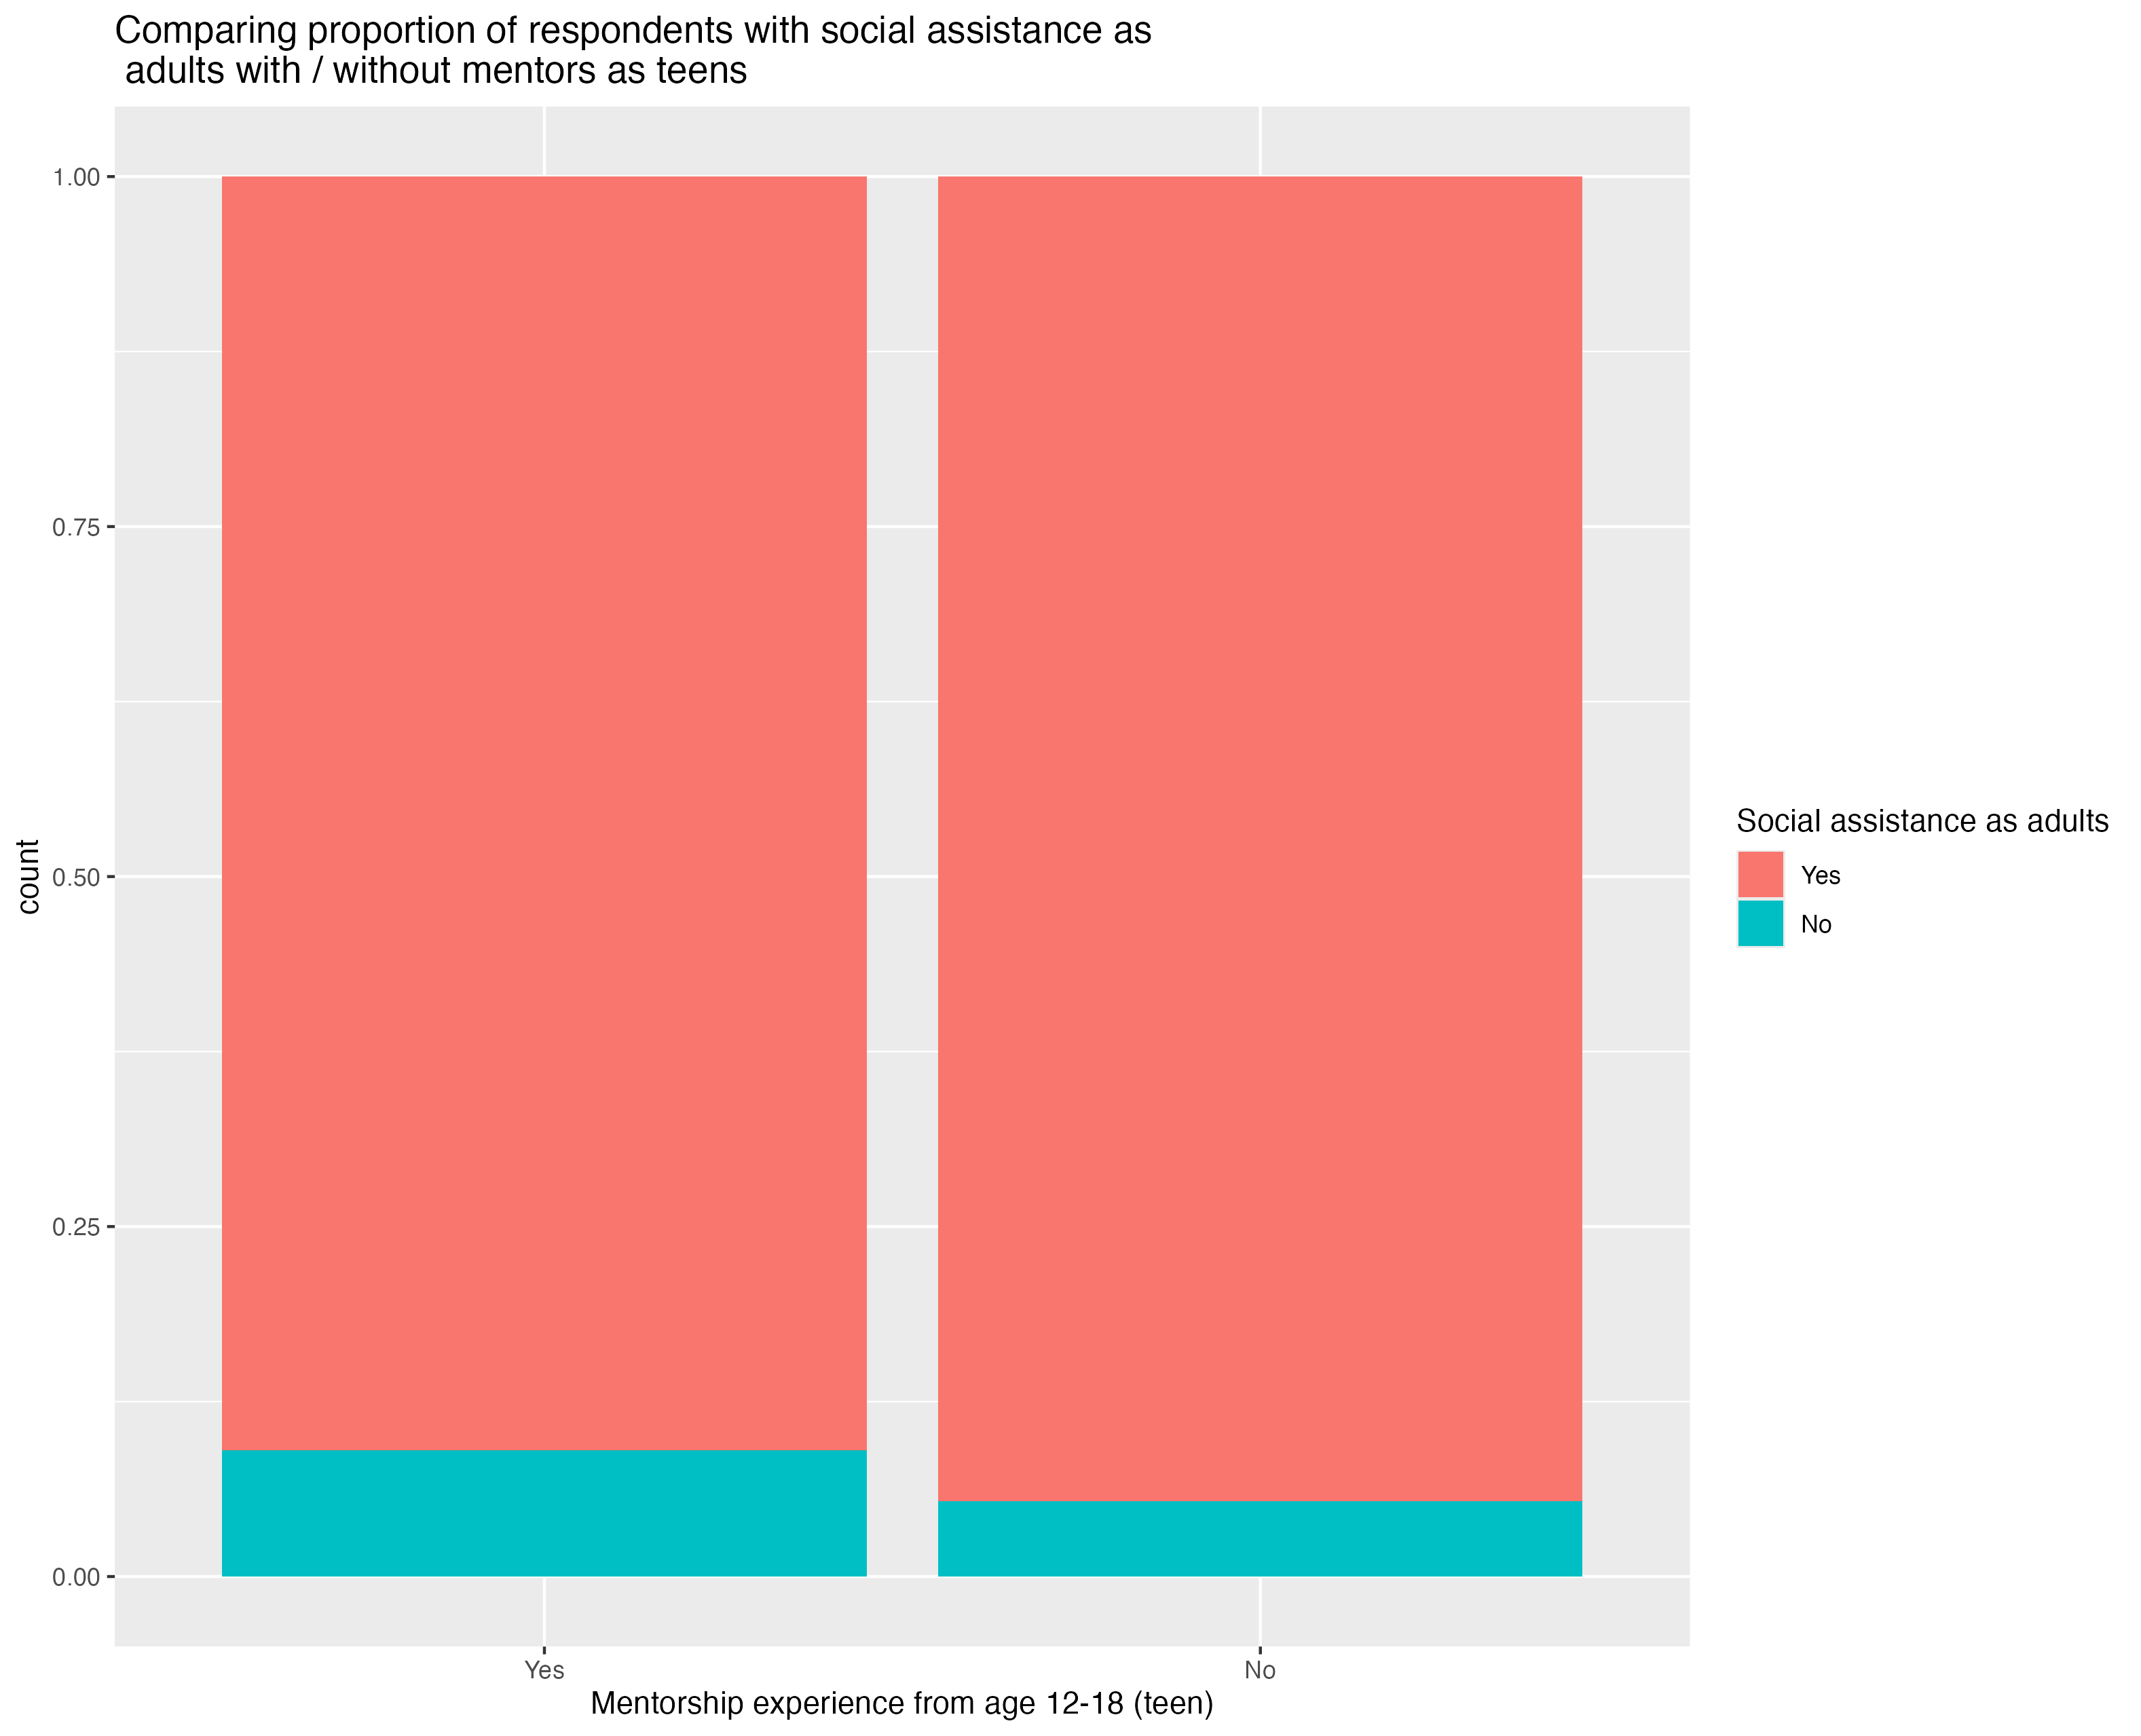 Comparing proportion of respondents with social assistance as
adults with / without mentors as teens
1.00
0.75
0.50
0.25
0.00
count
Yes
No
Mentorship experience from age 12-18 (teen)
Social assistance as adults
Yes
No